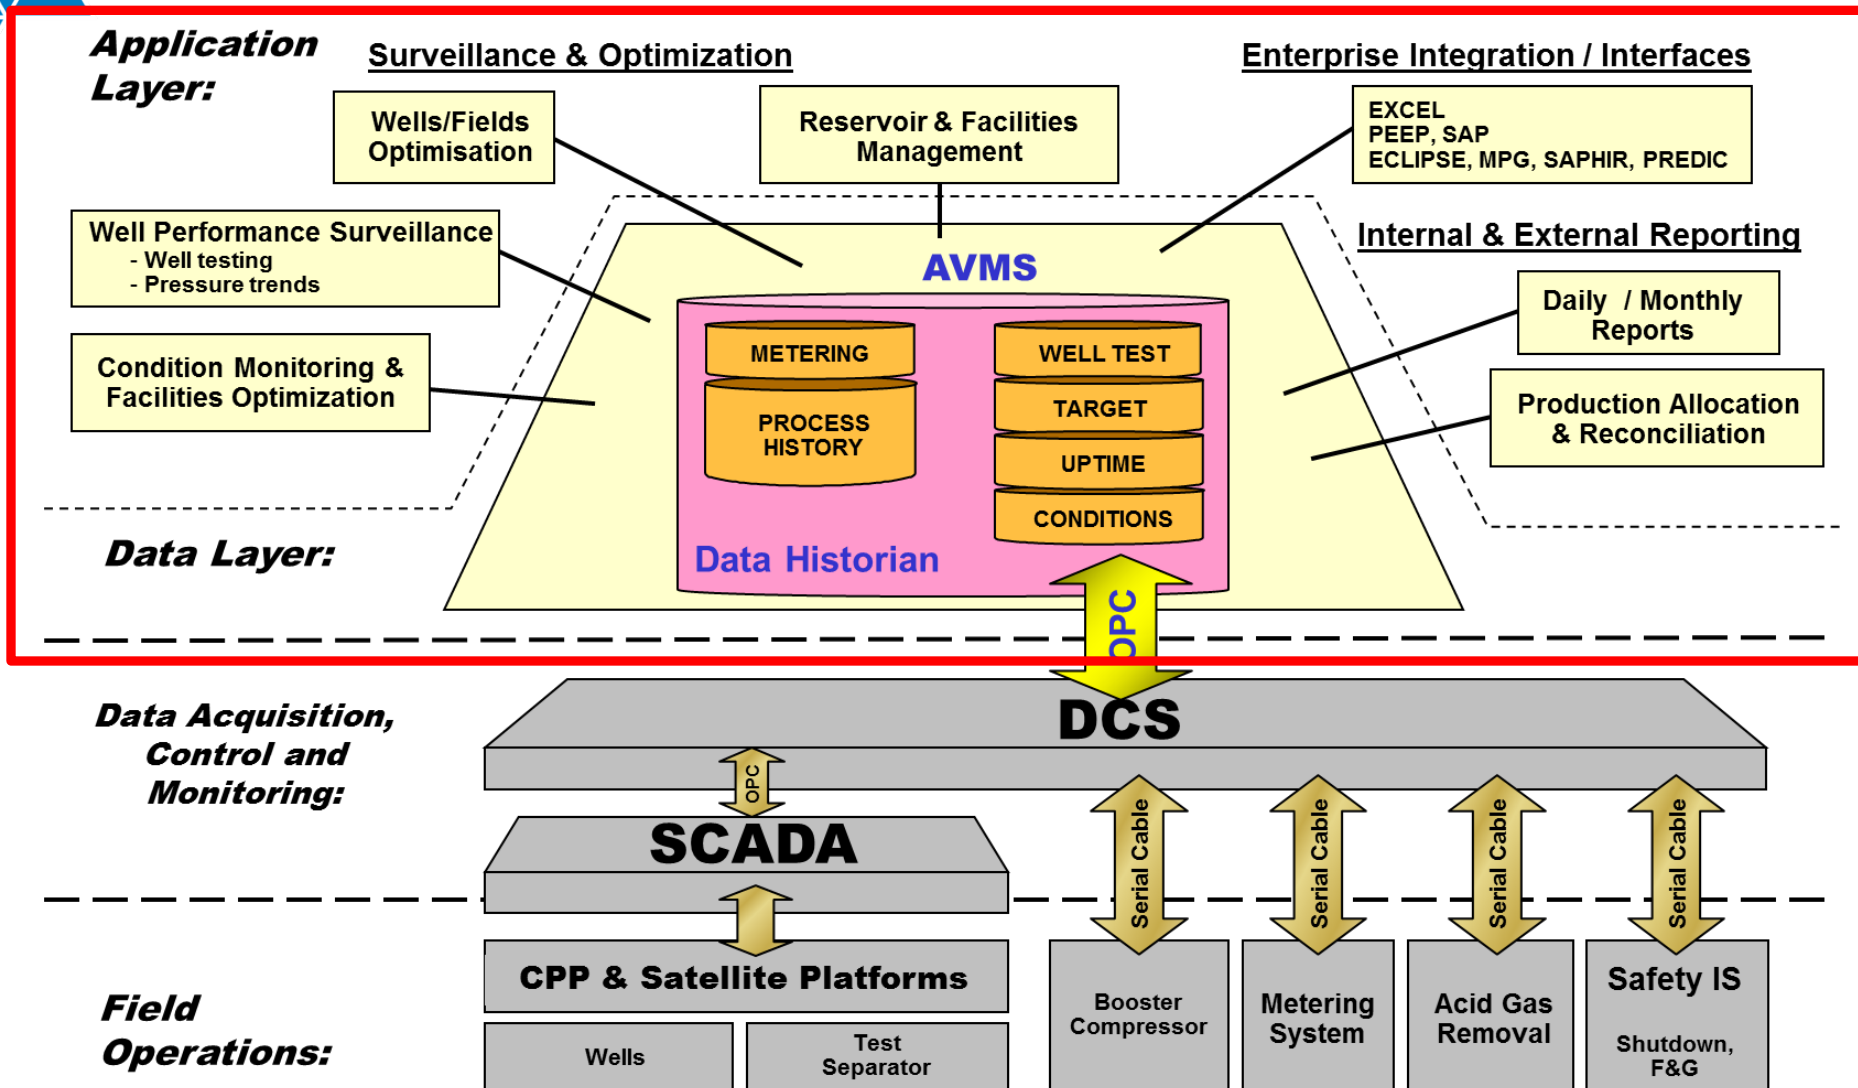 Application
Layer:
Surveillance & Optimization
Enterprise Integration / Interfaces
Wells/Fields
Optimisation
Reservoir & Facilities
Management
EXCEL
PEEP, SAP
ECLIPSE, MPG, SAPHIR, PREDIC
Well Performance Surveillance
- Well testing
- Pressure trends
Internal & External Reporting
AVMS
Daily / Monthly
Reports
Condition Monitoring &
Facilities Optimization
METERING
PROCESS
HISTORY
WELL TEST
TARGET
UPTIME
CONDITIONS
Production Allocation
& Reconciliation
Data Layer:
Data Historian
OPC
Data Acquisition,
Control and
Monitoring:
DCS
OPC
SCADA
Serial Cable
Serial Cable
Serial Cable
Serial Cable
Field
Operations:
CPP & Satellite Platforms
Wells
Test
Separator
Booster
Compressor
Metering
System
Acid Gas
Removal
Safety IS
Shutdown,
F&G